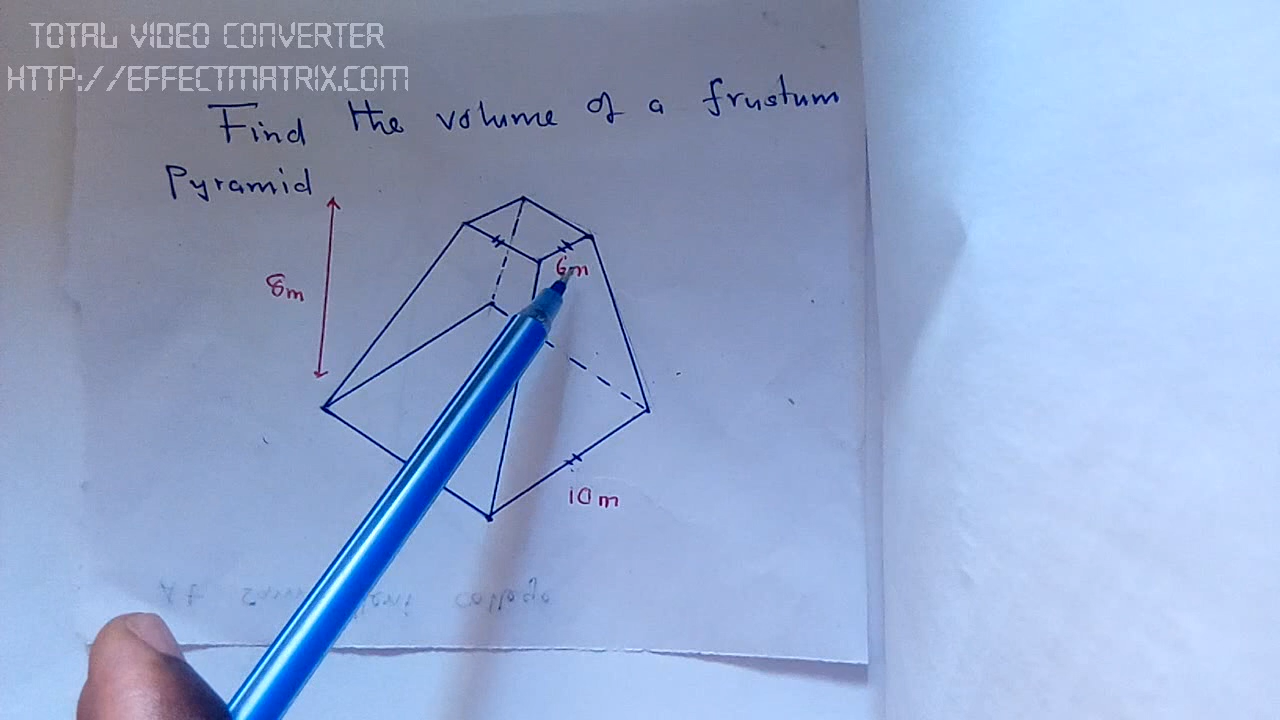 TOTAL VIDEO CONVERTER
HTTP://EFFECTMATRIX.COM
Find the volume of a frustum
Pyramid
8m
6m
10m